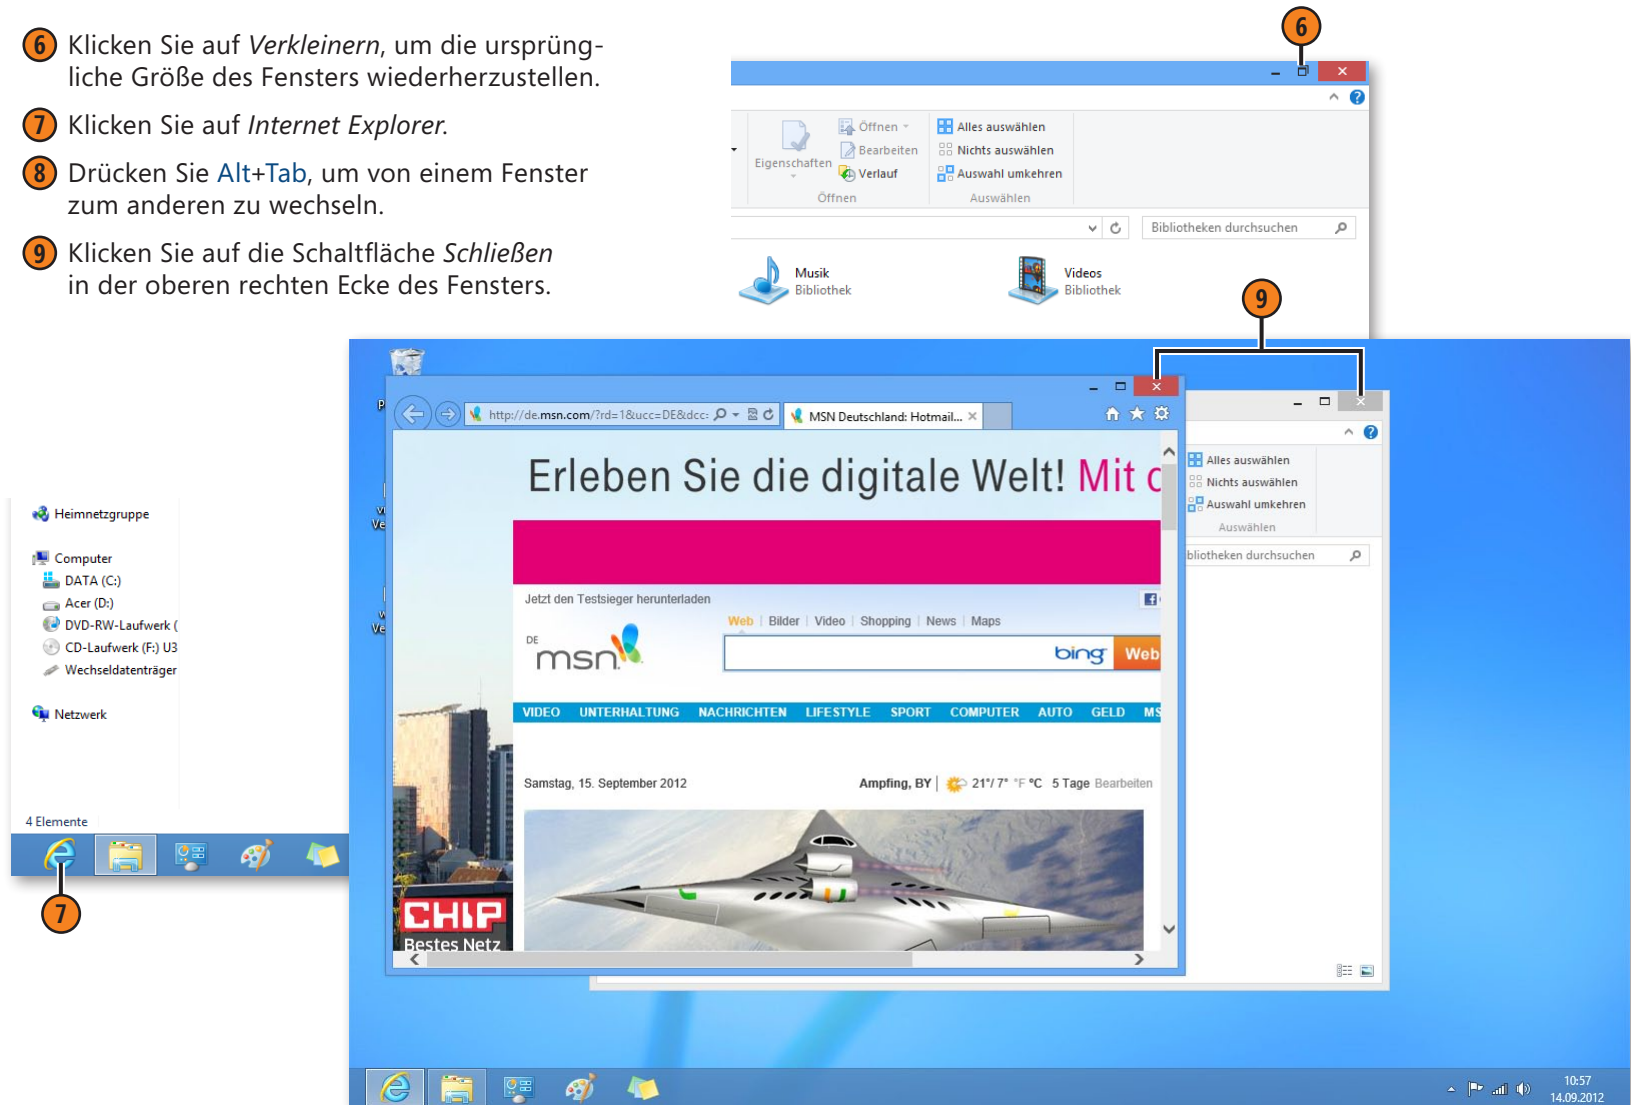 6 Klicken Sie auf Verkleinern, um die ursprüng-
liche Größe des Fensters wiederherzustellen.
7 Klicken Sie auf Internet Explorer.
8 Drücken Sie Alt+Tab, um von einem Fenster
zum anderen zu wechseln.
9 Klicken Sie auf die Schaltfläche Schließen
in der oberen rechten Ecke des Fensters.
6
Eigenschaften
Öffnen
Bearbeiten
Verlauf
Öffnen
Alles auswählen
Nichts auswählen
Auswahl umkehren
Auswählen
Bibliotheken durchsuchen
Musik
Bibliothek
Videos
Bibliothek
9
http://de.msn.com/?rd=1&ucc=DE&dcc:
MSN Deutschland: Hotmail...
Erleben Sie die digitale Welt! Mit
Jetzt den Testsieger herunterladen
Web | Bilder | Video | Shopping | News | Maps
DE
msn
bing
Web
VIDEO UNTERHALTUNG NACHRICHTEN LIFESTYLE SPORT COMPUTER AUTO GELD MS
Samstag, 15. September 2012
Ampfing, BY | 21°/ 7° °F °C 5 Tage Bearbeiten
CHIP
Bestes Netz
Alles auswählen
Nichts auswählen
Auswahl umkehren
Auswählen
bliotheken durchsuchen
Heimnetzgruppe
Computer
DATA (C:)
Acer (D:)
DVD-RW-Laufwerk (
CD-Laufwerk (F:) U3
Wechseldatenträger
Netzwerk
4 Elemente
7
10:57
14.09.2012